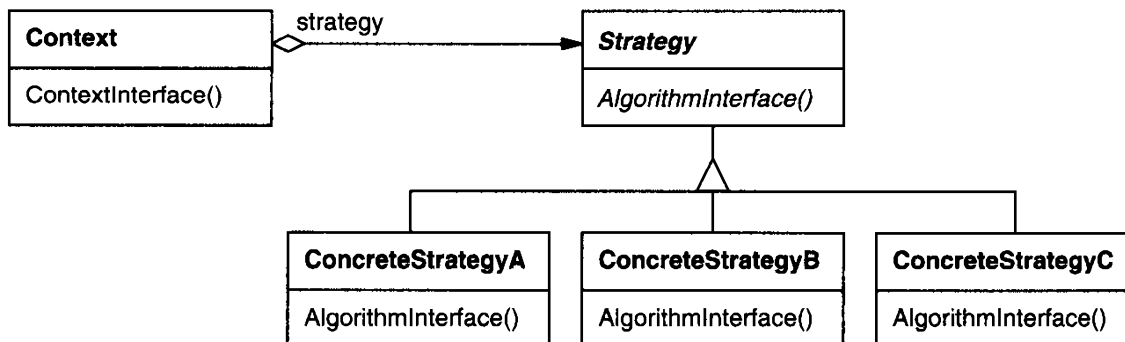 Context
strategy
Strategy
ContextInterface()
AlgorithmInterface()
ConcreteStrategyA
ConcreteStrategyB
ConcreteStrategyC
AlgorithmInterface()
AlgorithmInterface()
AlgorithmInterface()